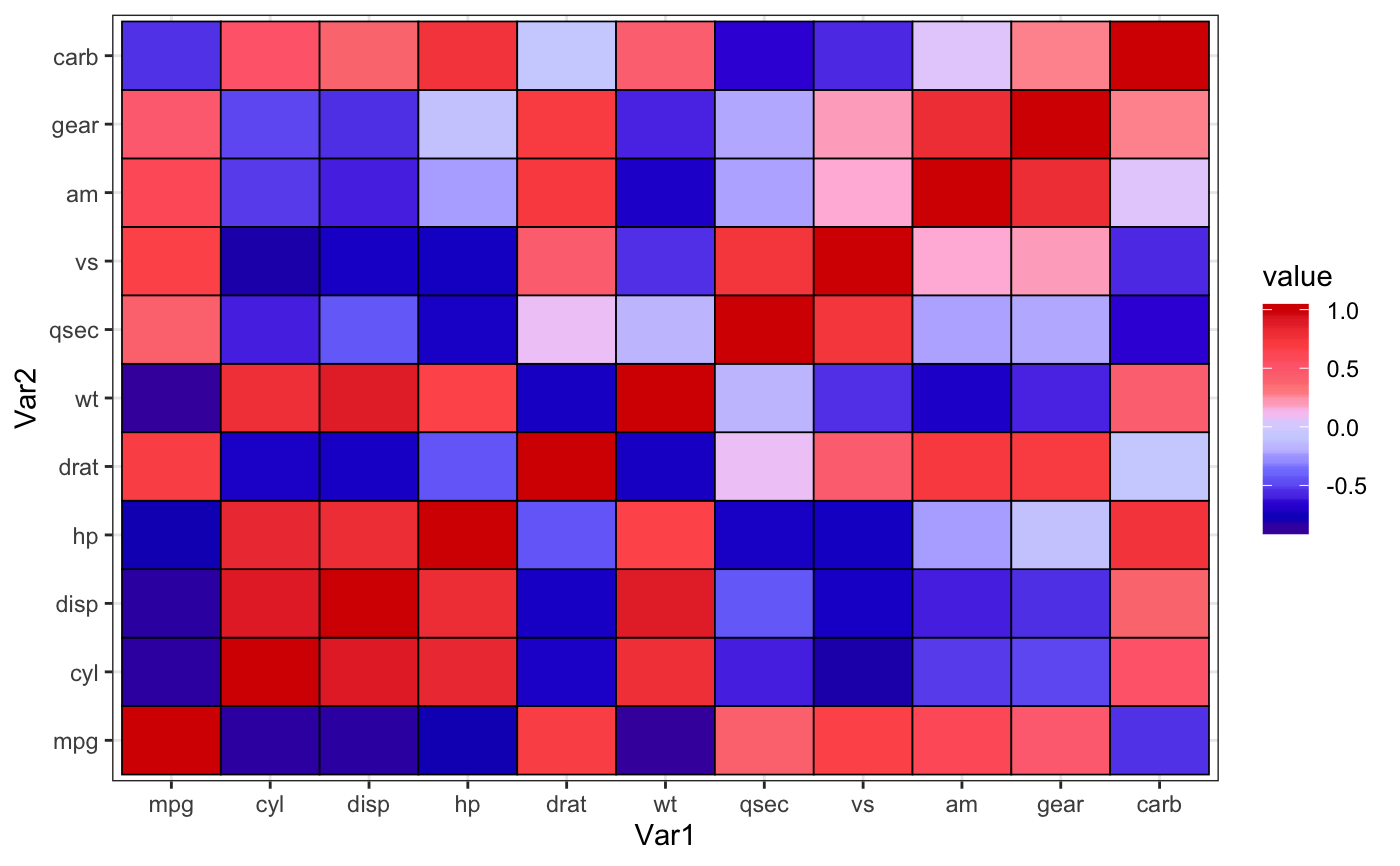 carb
gear
am
vs
qsec
wt
drat
hp
disp
cyl
mpg
Var2
mpg cyl disp hp drat wt qsec vs am gear carb
Var1
value
1.0
0.5
0.0
-0.5